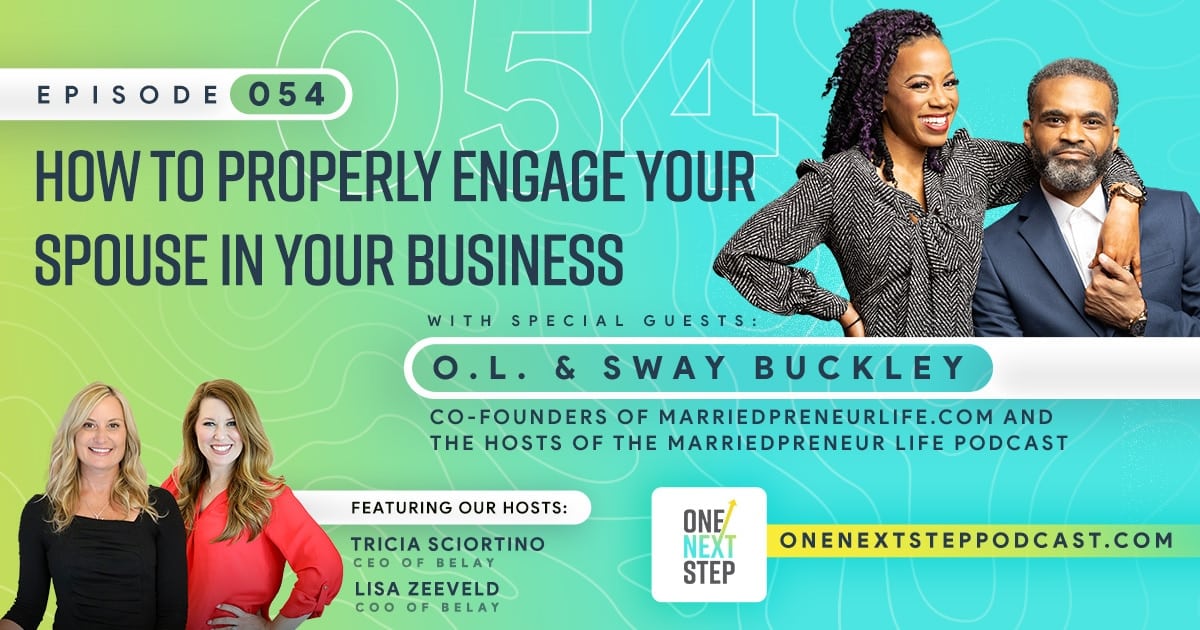 054
EPISODE 054
HOW TO PROPERLY ENGAGE YOUR
SPOUSE IN YOUR BUSINESS
WITH SPECIAL GUESTS:
O.L. & SWAY BUCKLEY
CO-FOUNDERS OF MARRIEDPRENEURLIFE.COM AND
THE HOSTS OF THE MARRIEDPRENEUR LIFE PODCAST
FEATURING OUR HOSTS:
TRICIA SCIORTINO
CEO OF BELAY
LISA ZEEVELD
COO OF BELAY
ONE
NEXT
STEP
ONENEXTSTEPPODCAST.COM